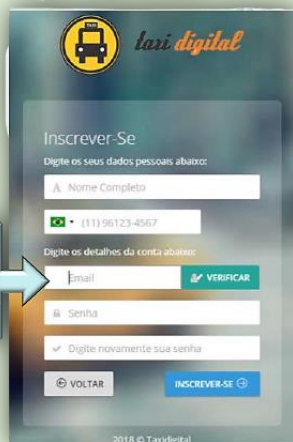 TAXI
taxi digital
Inscrever-Se
Digite os seus dados pessoais abaixo:
Nome Completo
(11) 96123-4567
Digite os detalhes da conta abaixo:
Email
VERIFICAR
Senha
Digite novamente sua senha
VOLTAR
INSCREVER-SE
2018 © Taxidigital